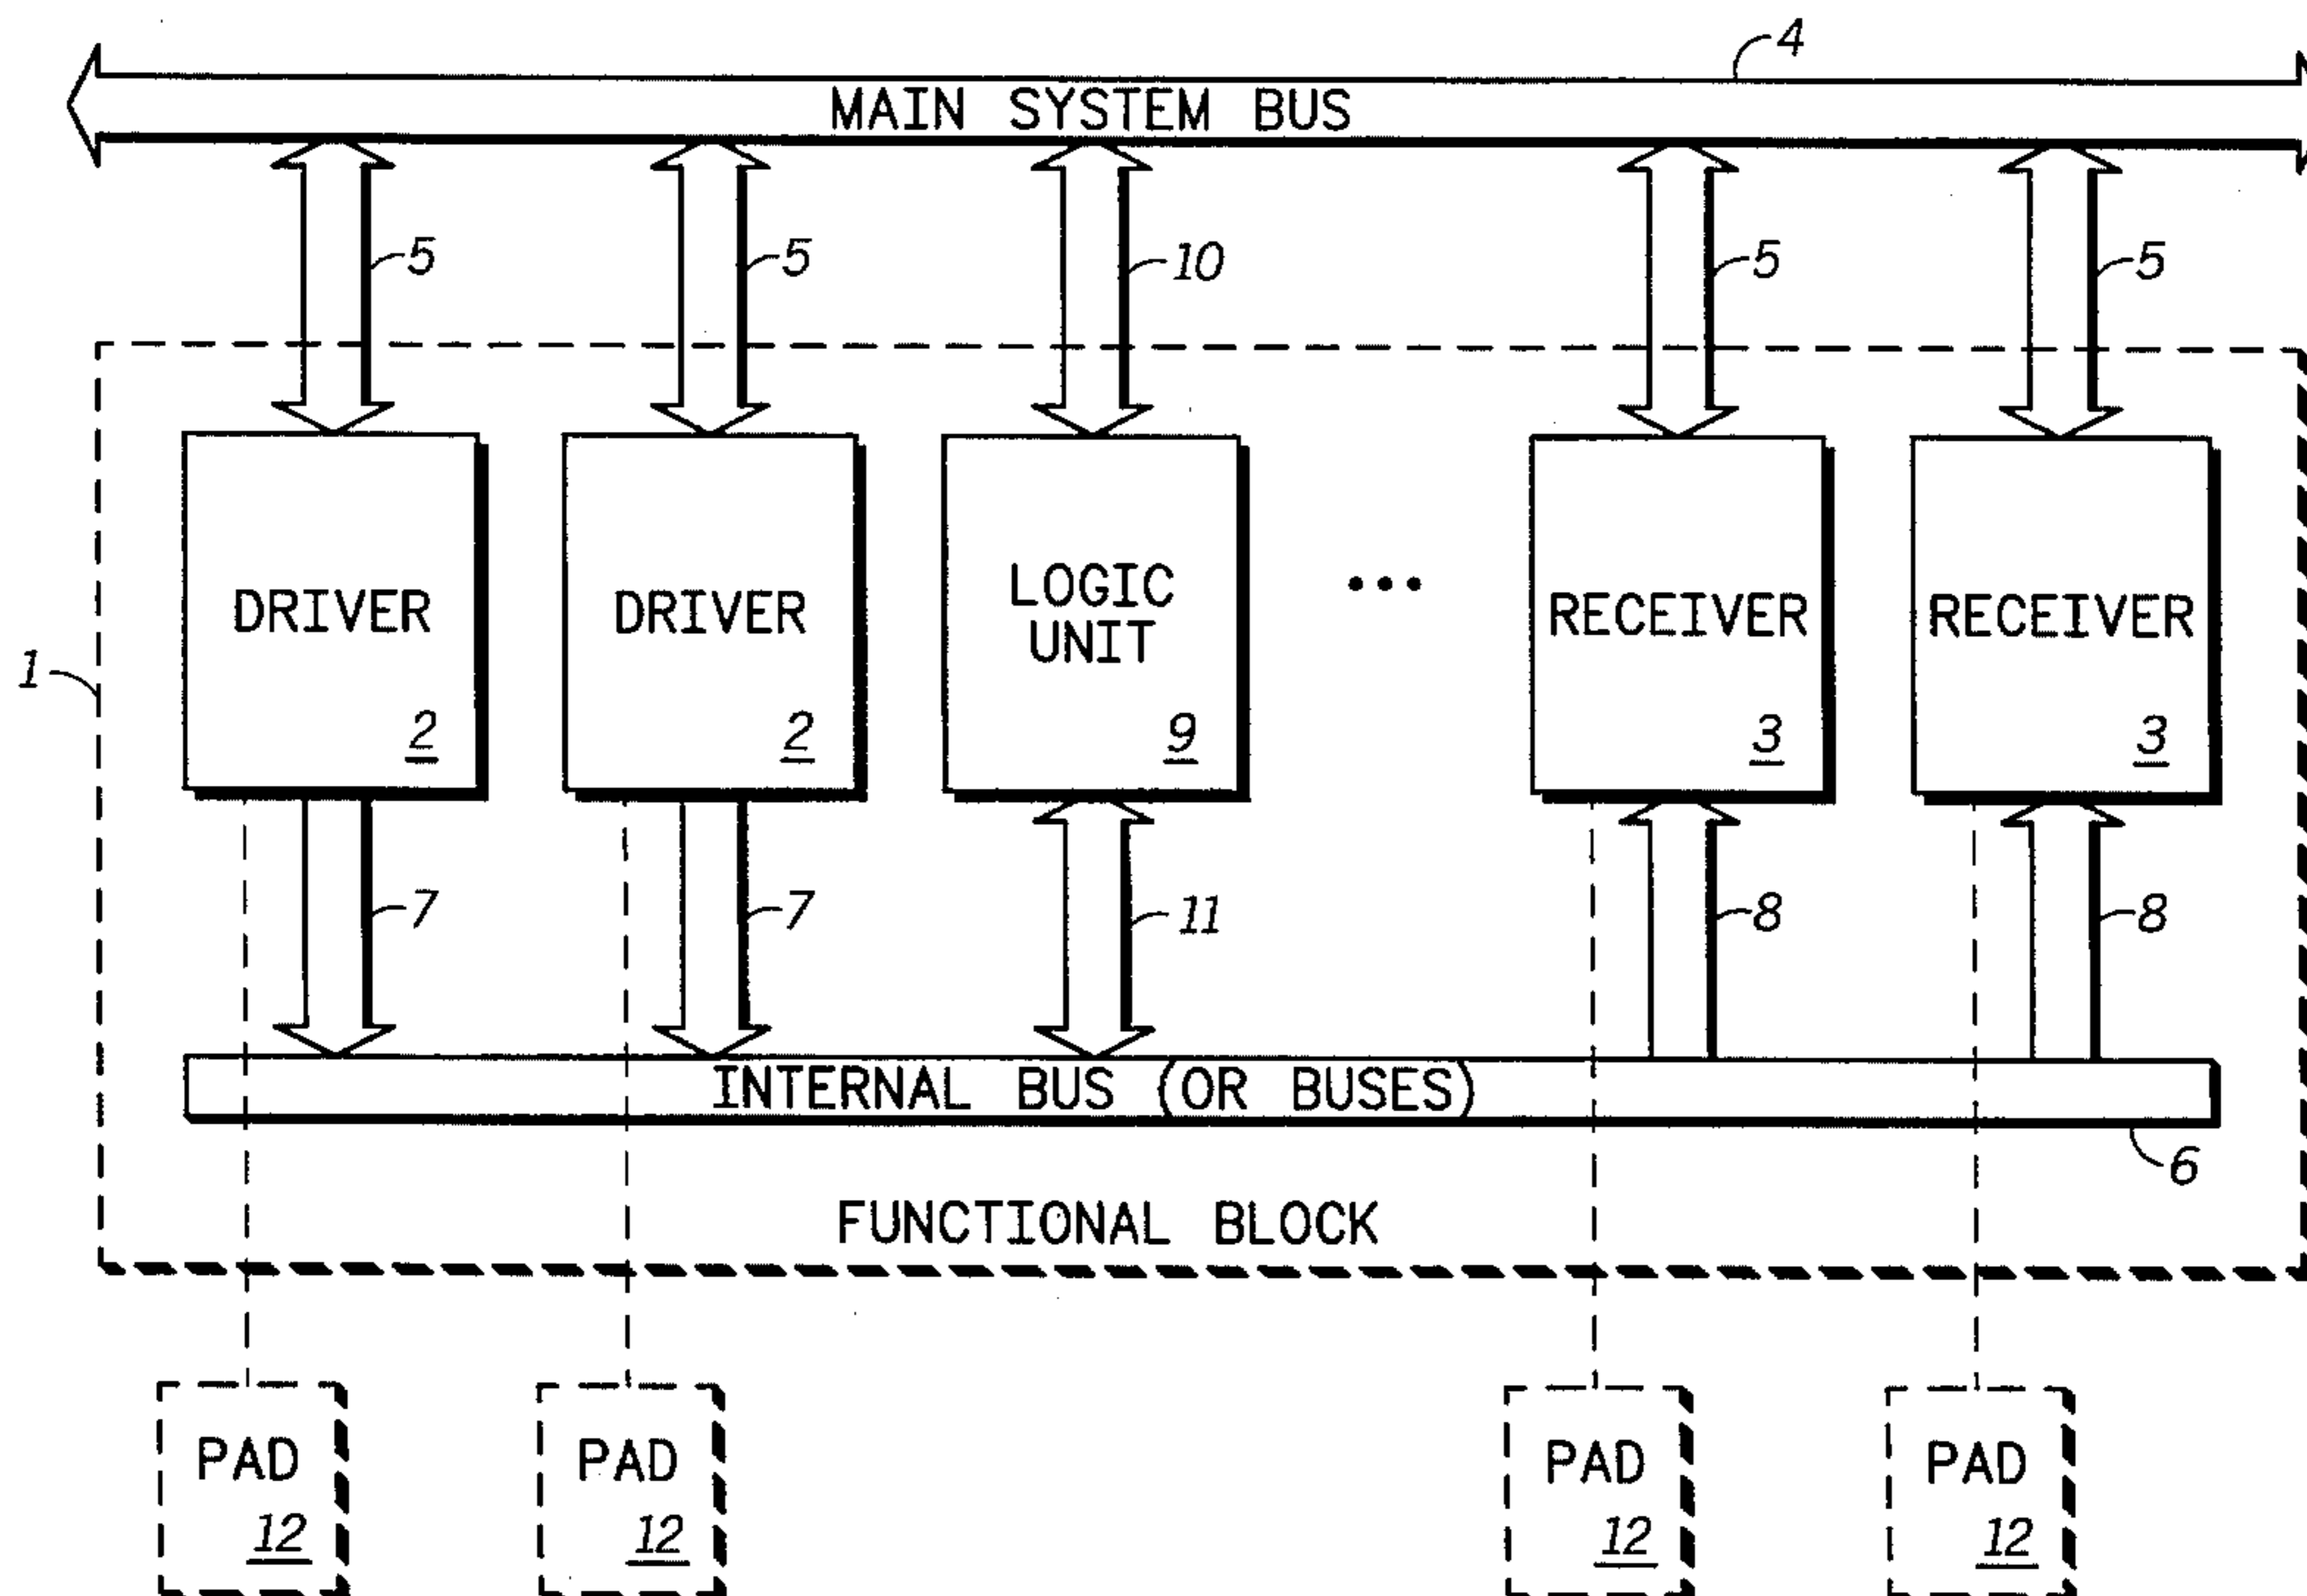 4
MAIN SYSTEM BUS
5
5
10
5
5
DRIVER
2
DRIVER
2
LOGIC
UNIT
9
•••
RECEIVER
3
RECEIVER
3
1
7
7
11
8
8
INTERNAL BUS (OR BUSES)
6
FUNCTIONAL BLOCK
PAD
12
PAD
12
PAD
12
PAD
12